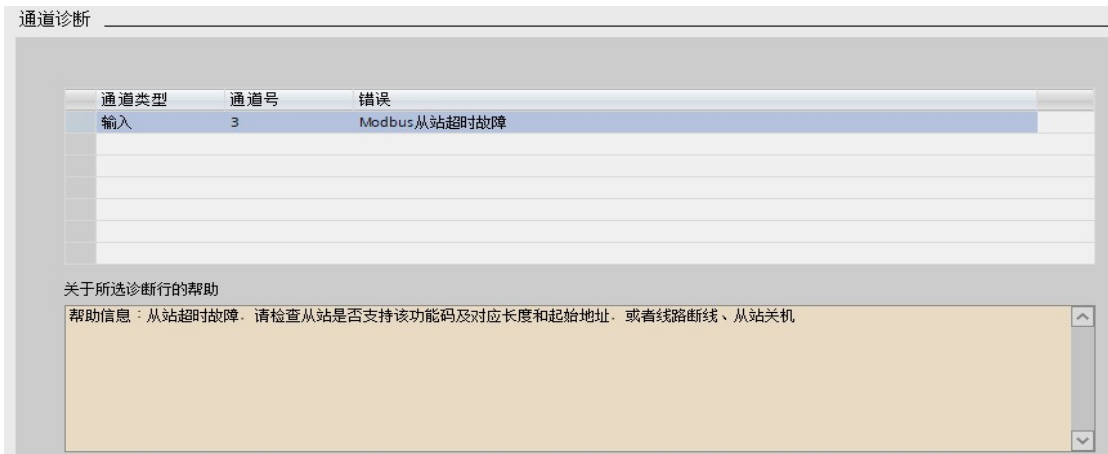 通道诊断
通道类型 通道号 错误
输入 3 Modbus从站超时故障
关于所选诊断行的帮助
帮助信息：从站超时故障. 请检查从站是否支持该功能码及对应长度和起始地址. 或者线路断线、从站关机